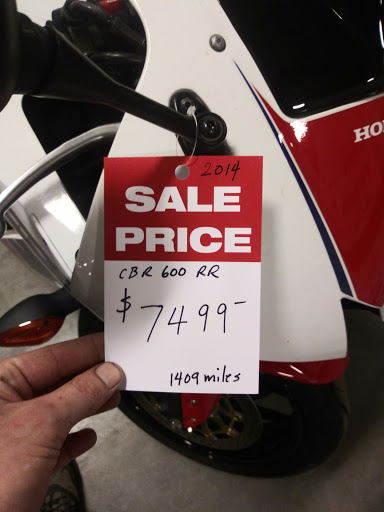 2014
SALE
PRICE
CBR 600 RR
$7499-
1409 miles
HON